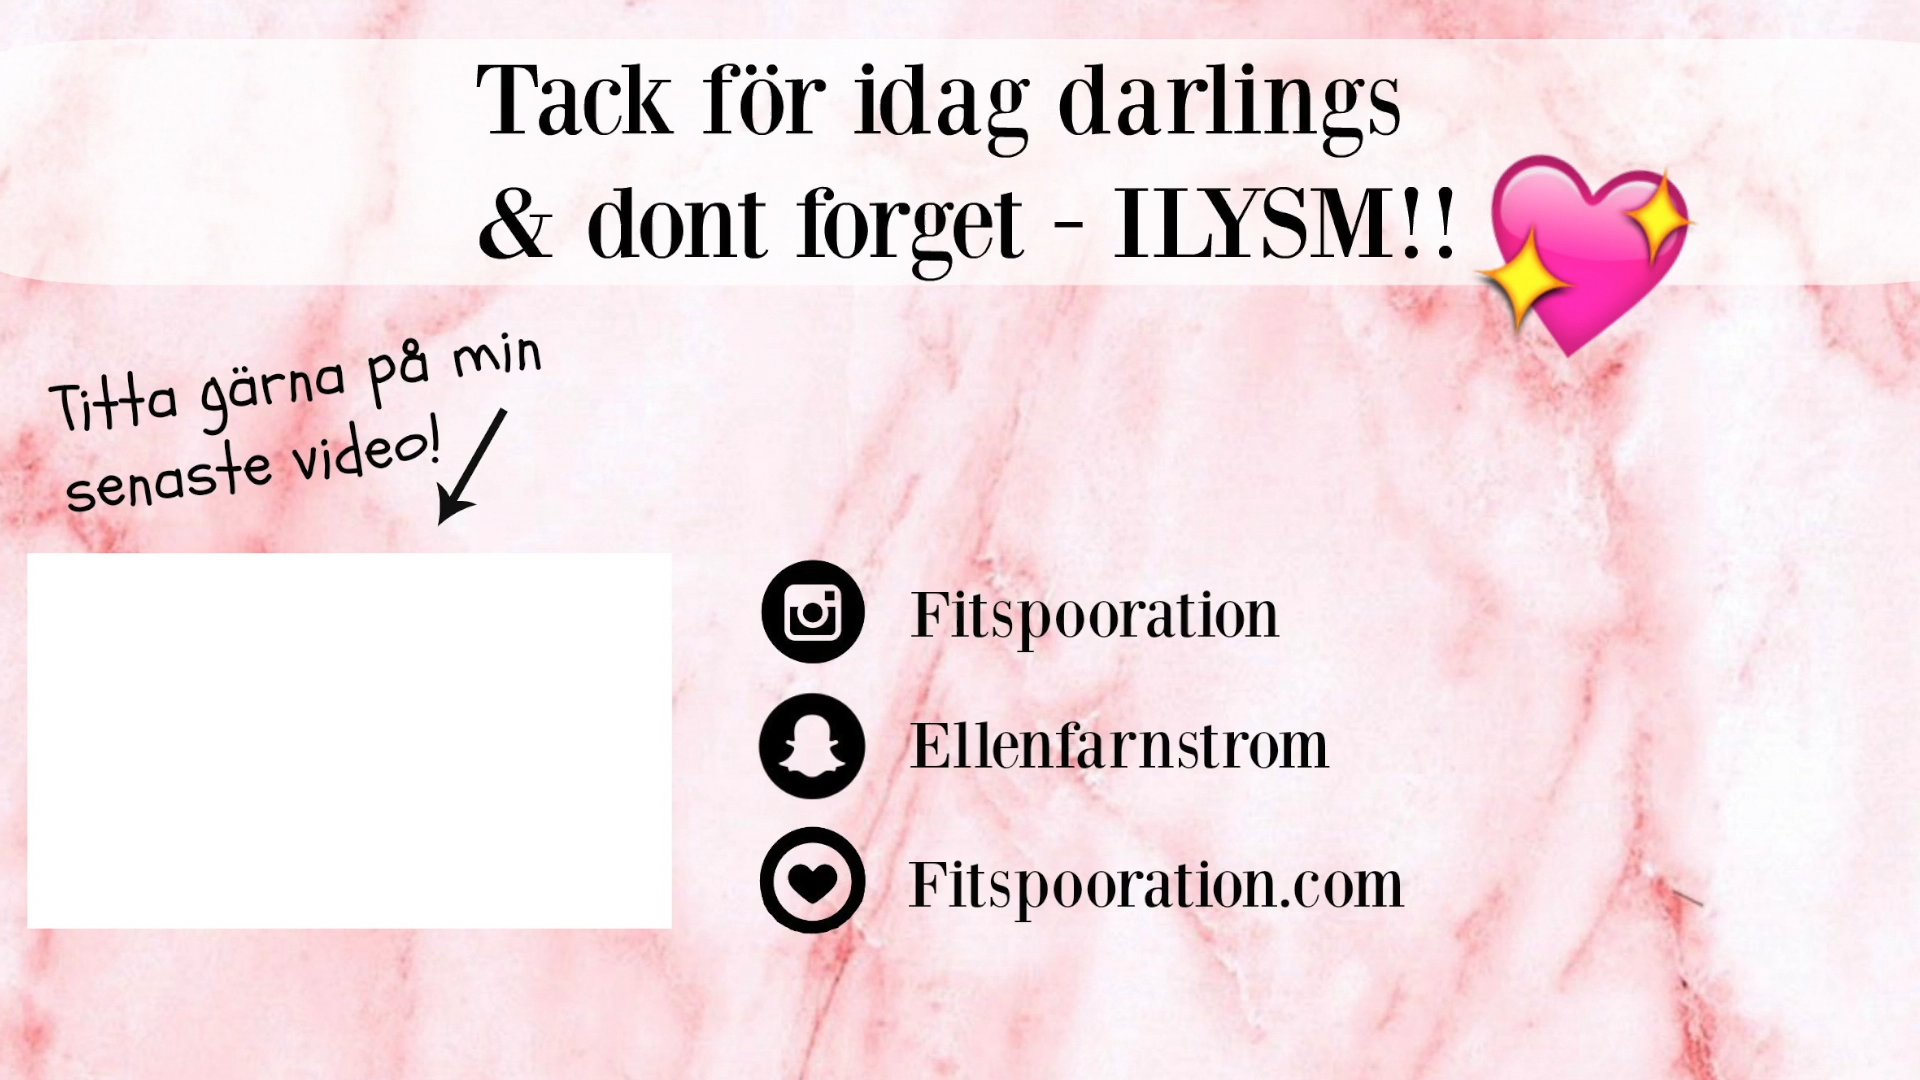 Tack för idag darlings
& dont forget - ILYSM!!
Titta gärna på min
senaste video!
Fitspooration
Ellenfarnstrom
Fitspooration.com